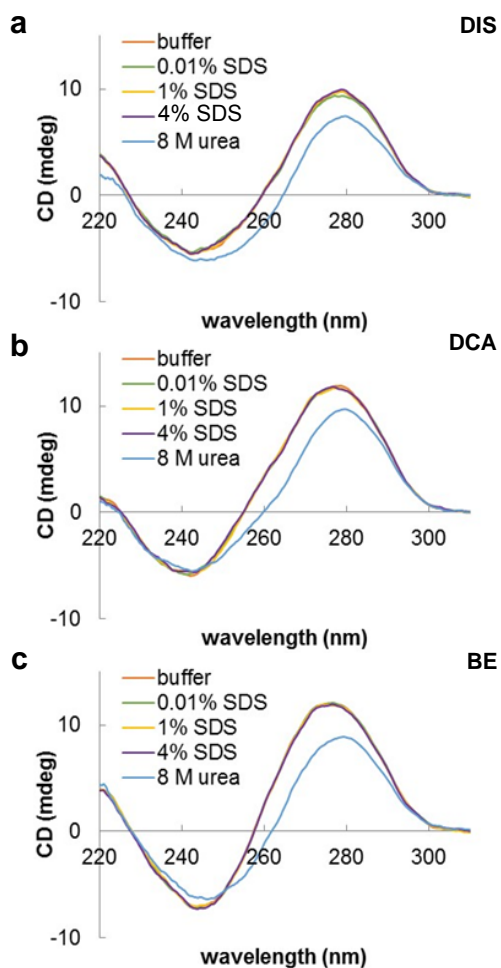 a
DIS
buffer
0.01% SDS
1% SDS
4% SDS
8 M urea
CD (mdeg)
10
0
-10
220 240 260 280 300
wavelength (nm)
b
DCA
buffer
0.01% SDS
1% SDS
4% SDS
8 M urea
CD (mdeg)
10
0
-10
220 240 260 280 300
wavelength (nm)
c
BE
buffer
0.01% SDS
1% SDS
4% SDS
8 M urea
CD (mdeg)
10
0
-10
220 240 260 280 300
wavelength (nm)